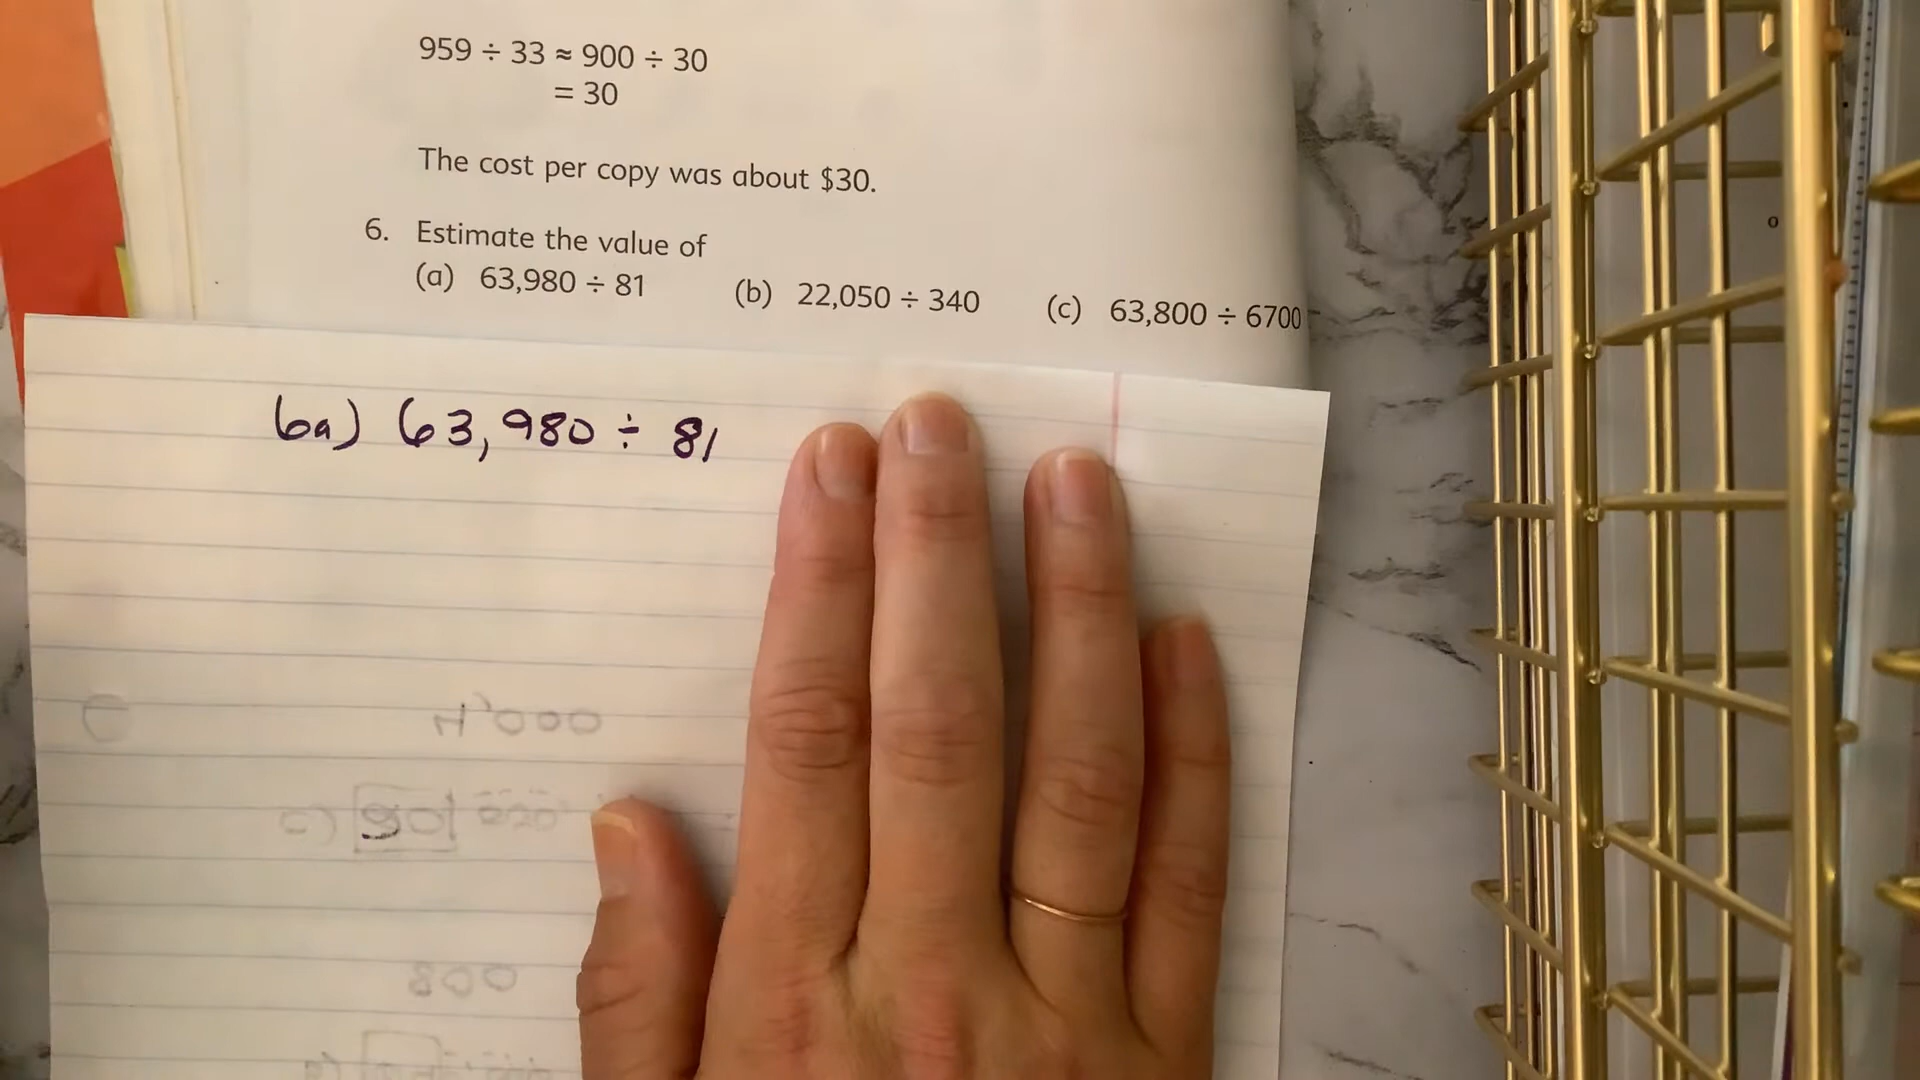 959 ÷ 33 ≈ 900 ÷ 30
= 30
The cost per copy was about $30.
6. Estimate the value of
(a) 63,980 ÷ 81 (b) 22,050 ÷ 340 (c) 63,800 ÷ 6700
6a) 63,980 ÷ 81